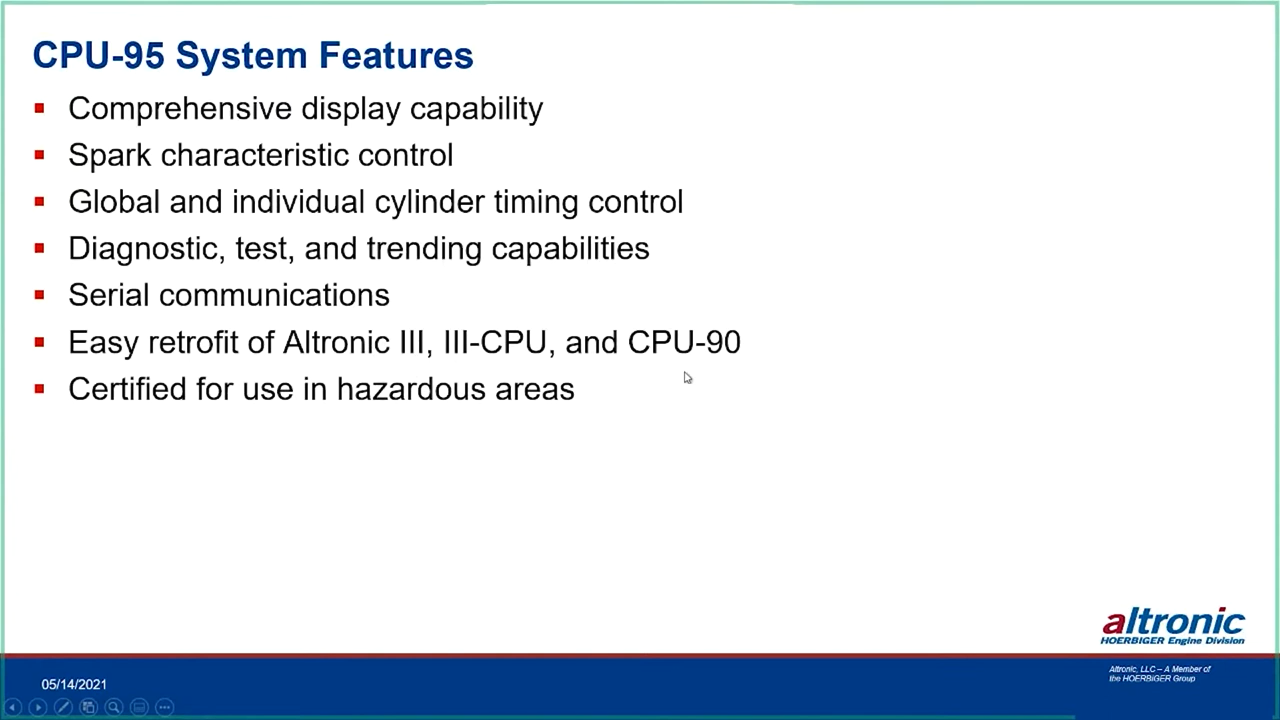 CPU-95 System Features
Comprehensive display capability
Spark characteristic control
Global and individual cylinder timing control
Diagnostic, test, and trending capabilities
Serial communications
Easy retrofit of Altronic III, III-CPU, and CPU-90
Certified for use in hazardous areas
altronic
HOERBIGER Engine Division
Altronic, LLC – A Member of
the HOERBIGER Group
05/14/2021